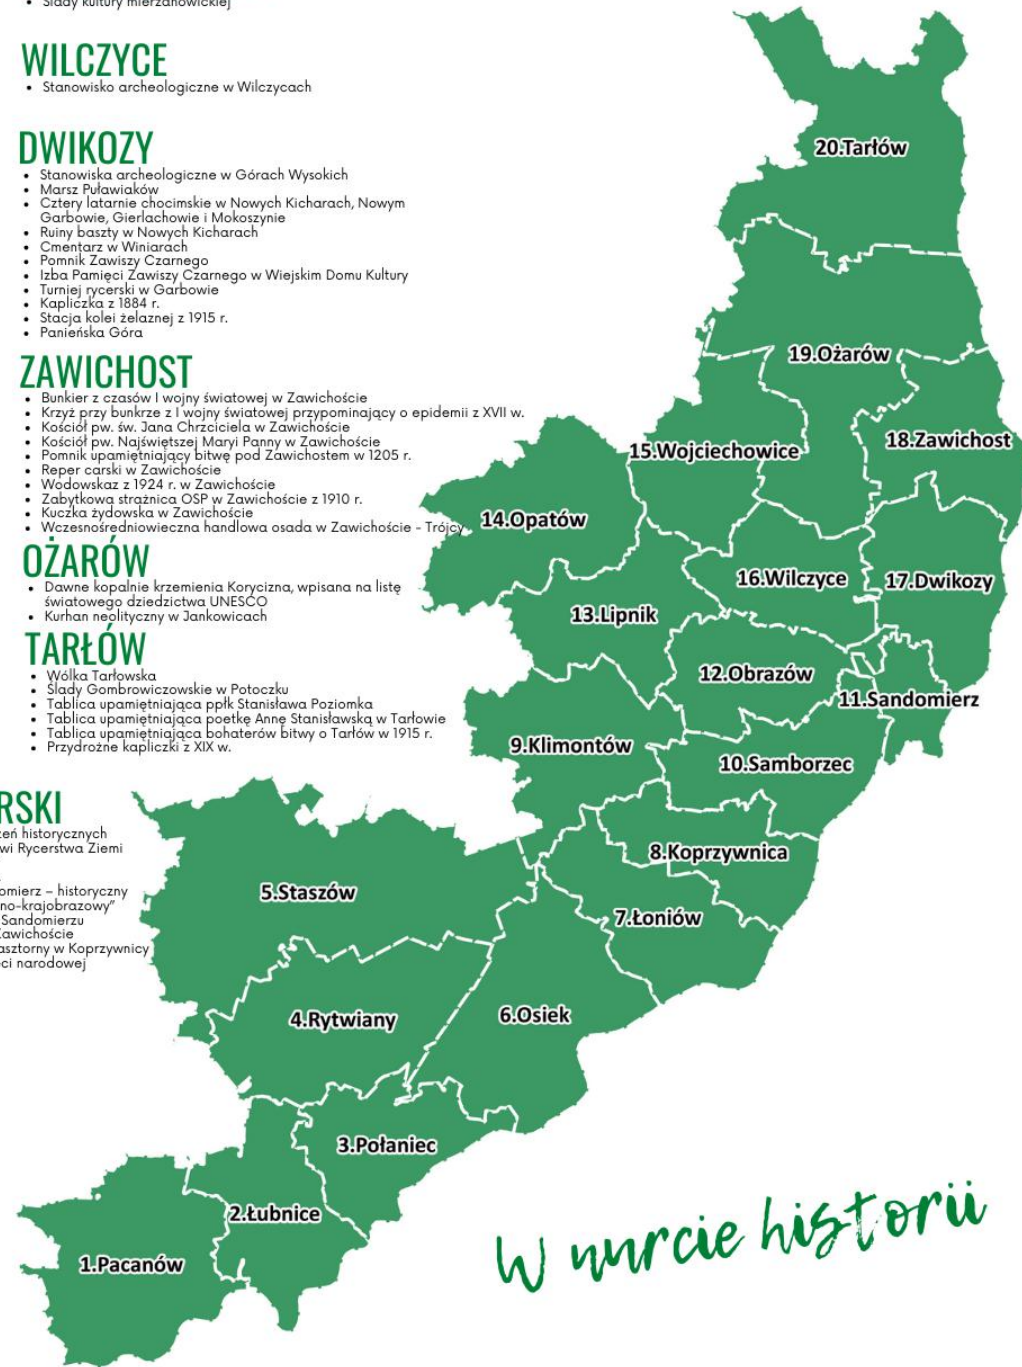 Ślady kultury mierzanowickiej
WILCZYCE
• Stanowisko archeologiczne w Wilczycach
DWIKOZY
• Stanowiska archeologiczne w Górach Wysokich
• Marsz Puławiaków
• Cztery latarnie chocimskie w Nowych Kicharach, Nowym
Garbowie, Gierlachowie i Mokoszynie
• Ruiny baszty w Nowych Kicharach
• Cmentarz w Winiarach
• Pomnik Zawiszy Czarnego
• Izba Pamięci Zawiszy Czarnego w Wiejskim Domu Kultury
• Turniej rycerski w Garbowie
• Kapliczka z 1884 r.
• Stacja kolei żelaznej z 1915 r.
• Panieńska Góra
ZAWICHOST
• Bunkier z czasów I wojny światowej w Zawichoście
• Krzyż przy bunkrze z I wojny światowej przypominający o epidemii z XVII w.
• Kościół pw. św. Jana Chrzciciela w Zawichoście
• Kościół pw. Najświętszej Maryi Panny w Zawichoście
• Pomnik upamiętniający bitwę pod Zawichostem w 1205 r.
• Reper carski w Zawichoście
• Wodowskaz z 1924 r. w Zawichoście
• Zabytkowa strażnica OSP w Zawichoście z 1910 r.
• Kuczka żydowska w Zawichoście
• Wczesnośredniowieczna handlowa osada w Zawichoście - Trójcy
OŻARÓW
• Dawne kopalnie krzemienia Korycizna, wpisana na listę
światowego dziedzictwa UNESCO
• Kurhan neolityczny w Jankowicach
TARŁÓW
• Wólka Tarłowska
• Ślady Gombrowiczowskie w Potoczku
• Tablica upamiętniająca ppłk Stanisława Poziomka
• Tablica upamiętniająca poetkę Annę Stanisławską w Tarłowie
• Tablica upamiętniająca bohaterów bitwy o Tarłów w 1915 r.
• Przydrożne kapliczki z XIX w.
RSKI
zeń historycznych
wi Rycerstwa Ziemi
omierz – historyczny
no-krajobrazowy”
Sandomierzu
Zawichoście
asztorny w Koprzywnicy
ci narodowej
20.Tarłów
19.Ożarów
18.Zawichost
15.Wojciechowice
14.Opatów
16.Wilczyce
17.Dwikozy
13.Lipnik
12.Obrazów
11.Sandomierz
9.Klimontów
10.Samborzec
8.Koprzywnica
5.Staszów
7.Łoniów
6.Osiek
4.Rytwiany
3.Połaniec
2.Łubnice
1.Pacanów
W nurcie historii